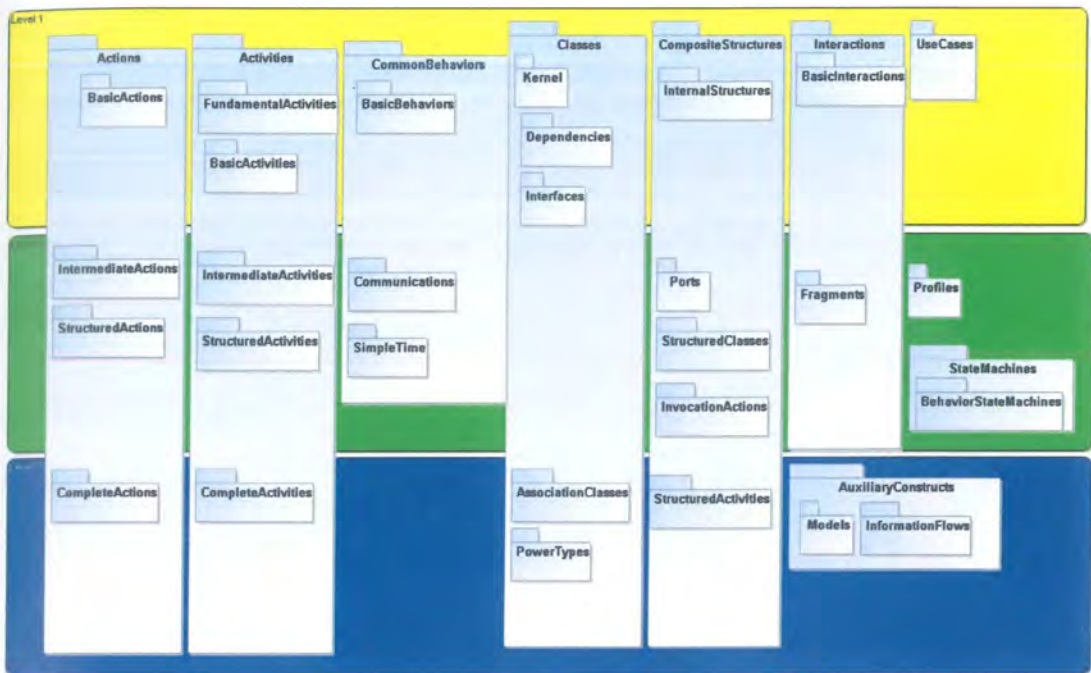 Level 1
Actions
BasicActions
IntermediateActions
StructuredActions
CompleteActions
Activities
FundamentalActivities
BasicActivities
IntermediateActivities
StructuredActivities
CompleteActivities
CommonBehaviors
BasicBehaviors
Communications
SimpleTime
Classes
Kernel
Dependencies
Interfaces
AssociationClasses
PowerTypes
CompositeStructures
InternalStructures
Ports
StructuredClasses
InvocationActions
StructuredActivities
Interactions
BasicInteractions
Fragments
UseCases
Profiles
StateMachines
BehaviorStateMachines
AuxiliaryConstructs
Models
InformationFlows